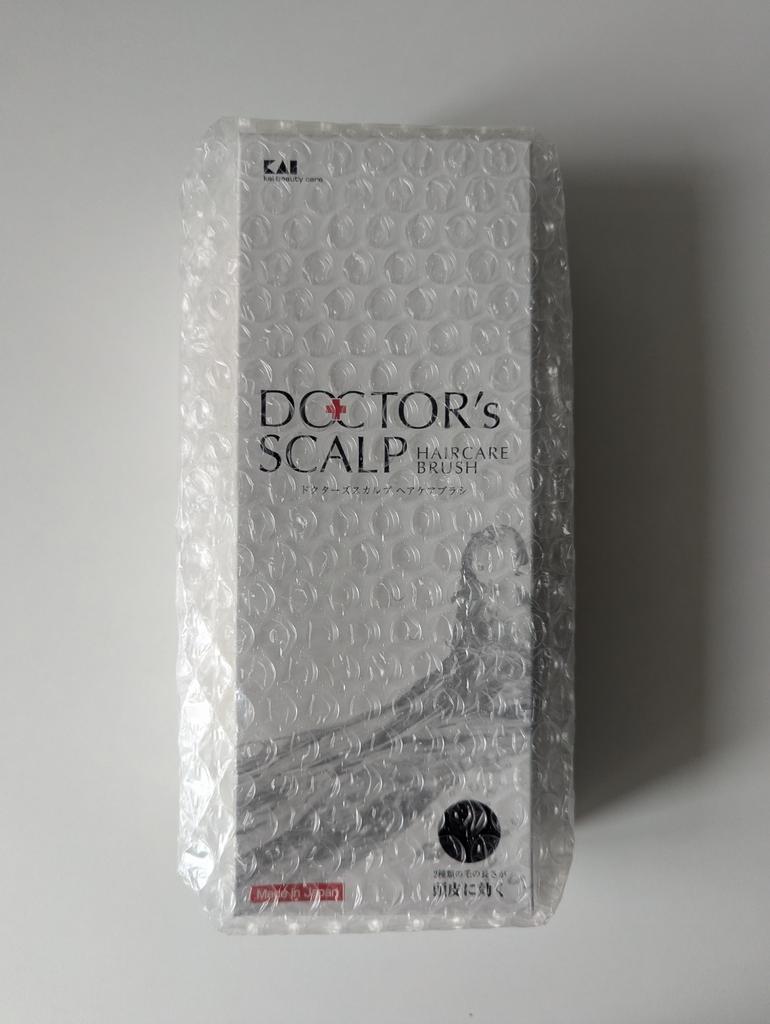 KAI
kai beauty care
DOCTOR's
SCALP HAIRCARE
BRUSH
ドクターズスカルプ ヘアケアブラシ
2種類の毛の長さが
頭皮に効く
Made in Japan